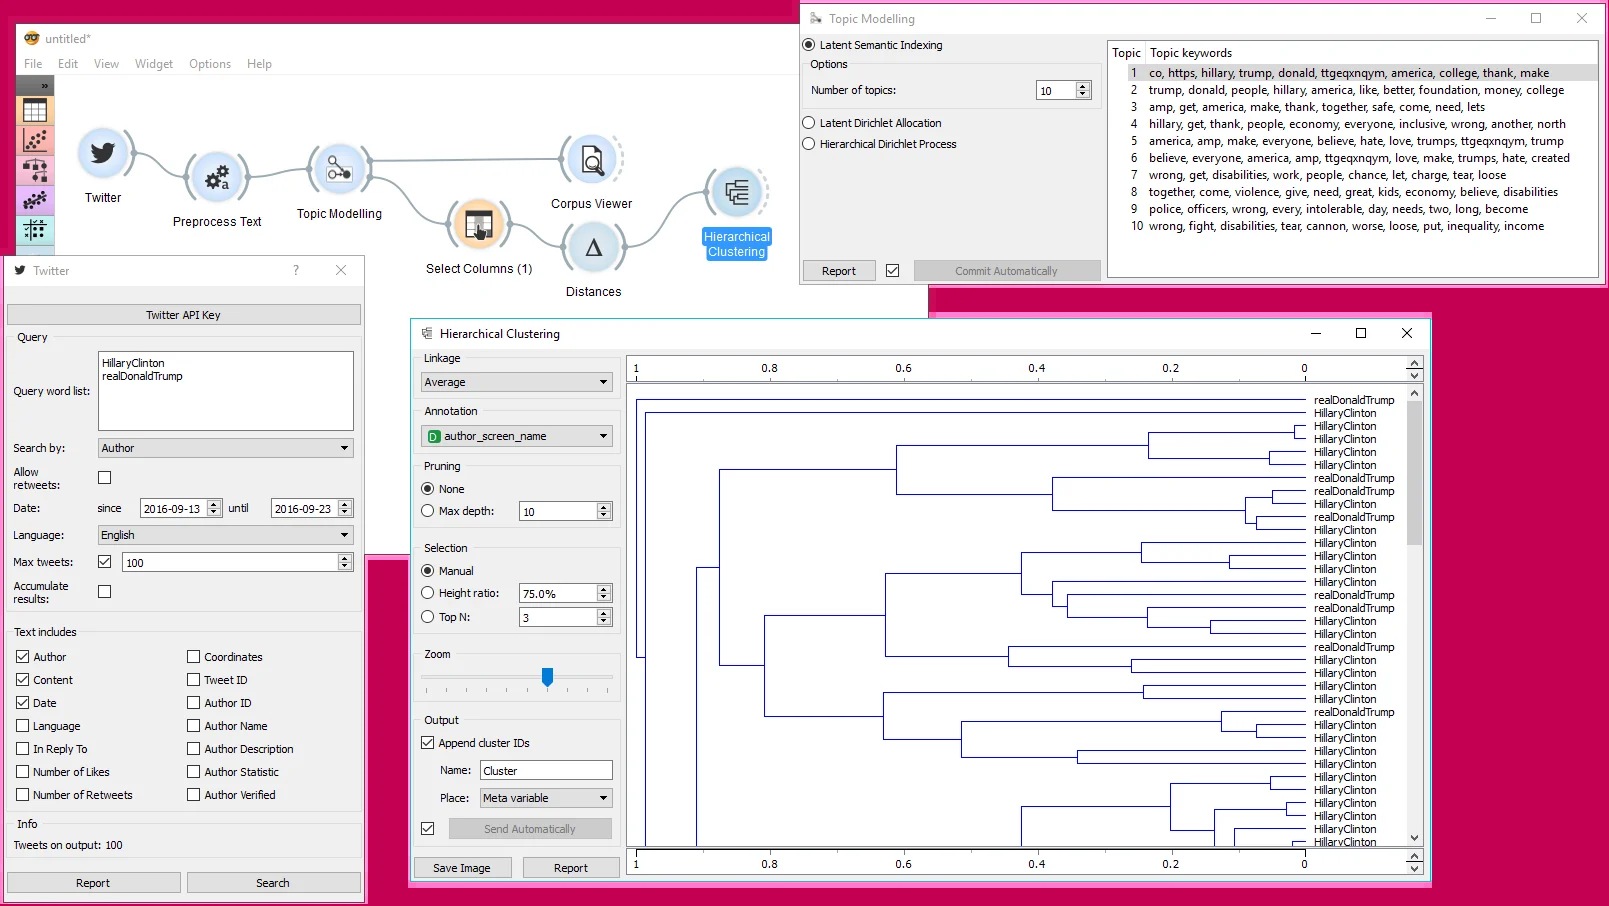 untitled*
File Edit View Widget Options Help
»
Twitter
Preprocess Text
Topic Modelling
Corpus Viewer
Select Columns (1)
Distances
Hierarchical
Clustering
Topic Modelling
Latent Semantic Indexing
Options
Number of topics: 10
Latent Dirichlet Allocation
Hierarchical Dirichlet Process
Report
Commit Automatically
Topic Topic keywords
1 co, https, hillary, trump, donald, ttgeqxnqym, america, college, thank, make
2 trump, donald, people, hillary, america, like, better, foundation, money, college
3 amp, get, america, make, thank, together, safe, come, need, lets
4 hillary, get, thank, people, economy, everyone, inclusive, wrong, another, north
5 america, amp, make, everyone, believe, hate, love, trumps, ttgeqxnqym, trump
6 believe, everyone, america, amp, ttgeqxnqym, love, make, trumps, hate, created
7 wrong, get, disabilities, work, people, chance, let, charge, tear, loose
8 together, come, violence, give, need, great, kids, economy, believe, disabilities
9 police, officers, wrong, every, intolerable, day, needs, two, long, become
10 wrong, fight, disabilities, tear, cannon, worse, loose, put, inequality, income
Twitter ?
Twitter API Key
Query
Query word list:
HillaryClinton
realDonaldTrump
Search by: Author
Allow
retweets:
Date: since 2016-09-13 until 2016-09-23
Language: English
Max tweets: 100
Accumulate
results:
Text includes
Author Coordinates
Content Tweet ID
Date Author ID
Language Author Name
In Reply To Author Description
Number of Likes Author Statistic
Number of Retweets Author Verified
Info
Tweets on output: 100
Report Search
Hierarchical Clustering
Linkage
Average
Annotation
D author_screen_name
Pruning
None
Max depth: 10
Selection
Manual
Height ratio: 75.0%
Top N: 3
Zoom
Output
Append cluster IDs
Name: Cluster
Place: Meta variable
Send Automatically
Save Image Report
1 0.8 0.6 0.4 0.2 0
realDonaldTrump
HillaryClinton
HillaryClinton
HillaryClinton
HillaryClinton
HillaryClinton
realDonaldTrump
realDonaldTrump
HillaryClinton
realDonaldTrump
HillaryClinton
HillaryClinton
HillaryClinton
HillaryClinton
HillaryClinton
realDonaldTrump
realDonaldTrump
HillaryClinton
HillaryClinton
realDonaldTrump
HillaryClinton
HillaryClinton
HillaryClinton
HillaryClinton
realDonaldTrump
HillaryClinton
HillaryClinton
HillaryClinton
HillaryClinton
HillaryClinton
HillaryClinton
HillaryClinton
HillaryClinton
HillaryClinton
HillaryClinton
1 0.8 0.6 0.4 0.2 0